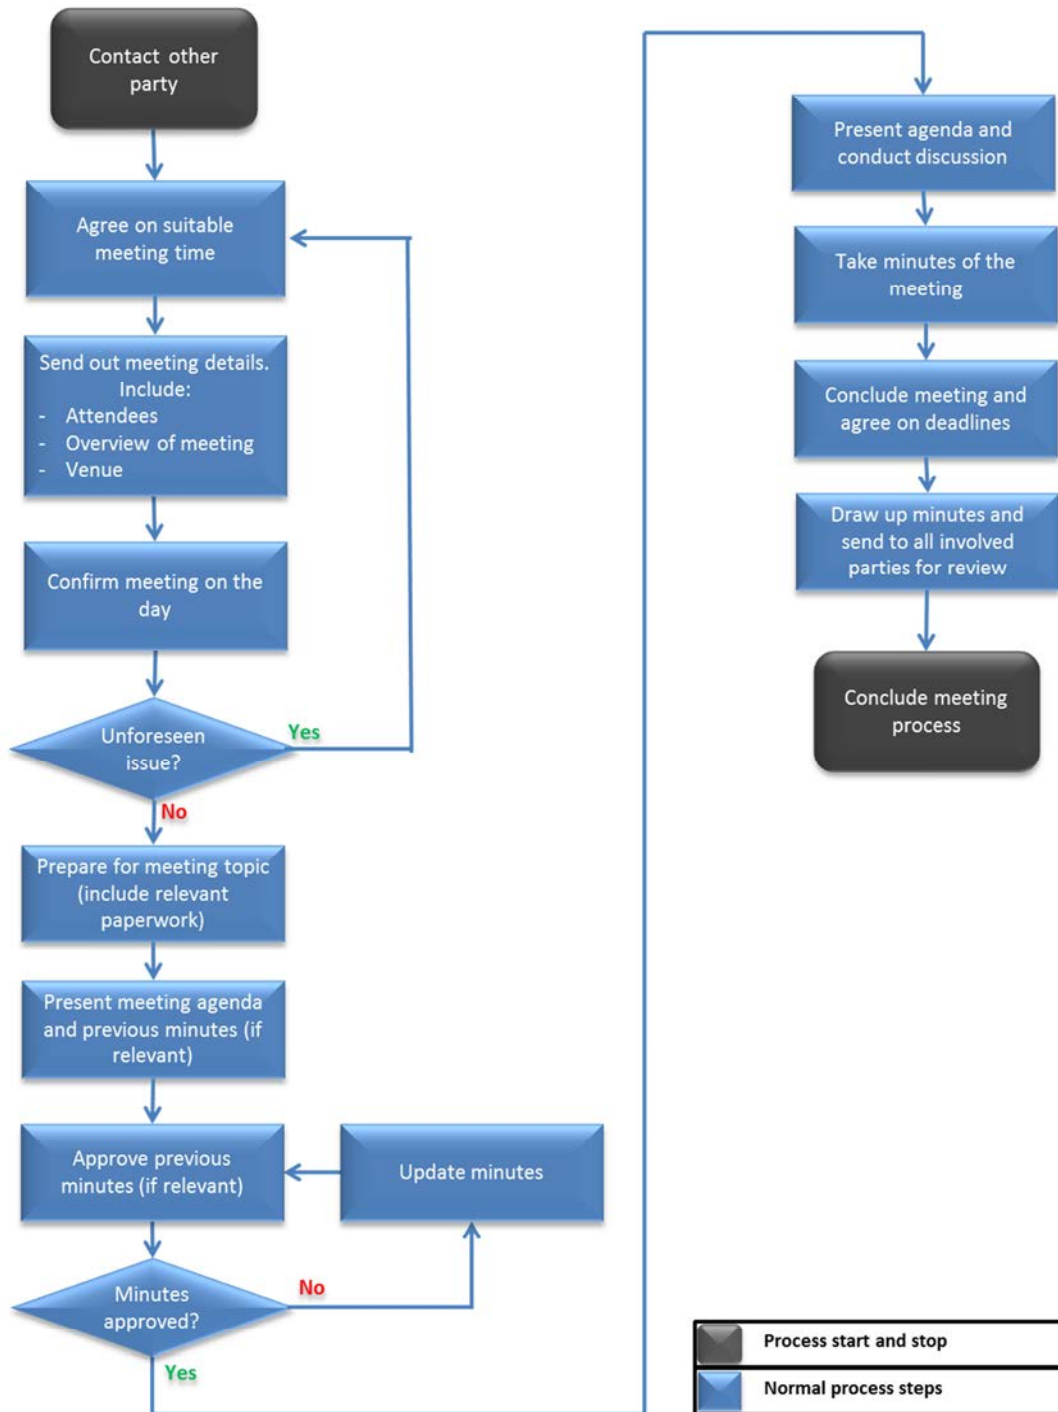 Contact other
party
Agree on suitable
meeting time
Send out meeting details.
Include:
- Attendees
- Overview of meeting
- Venue
Confirm meeting on the
day
Unforeseen
issue?
Yes
No
Prepare for meeting topic
(include relevant
paperwork)
Present meeting agenda
and previous minutes (if
relevant)
Approve previous
minutes (if relevant)
Update minutes
Minutes
approved?
No
Yes
Present agenda and
conduct discussion
Take minutes of the
meeting
Conclude meeting and
agree on deadlines
Draw up minutes and
send to all involved
parties for review
Conclude meeting
process
Process start and stop
Normal process steps